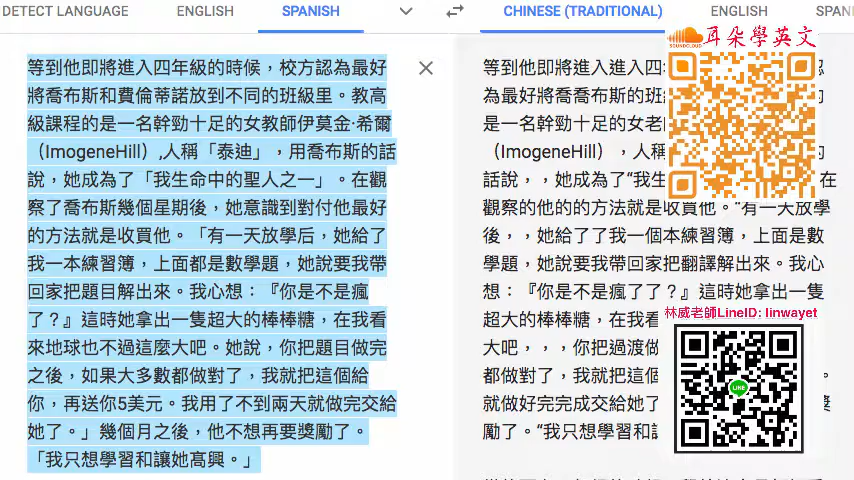 DETECT LANGUAGE ENGLISH SPANISH CHINESE (TRADITIONAL) ENGLISH SPAN
等到他即將進入四年級的時候，校方認為最好
將喬布斯和費倫蒂諾放到不同的班級里。教高
級課程的是一名幹勁十足的女教師伊莫金·希爾
（ImogeneHill）,人稱「泰迪」，用喬布斯的話
說，她成為了「我生命中的聖人之一」。在觀
察了喬布斯幾個星期後，她意識到對付他最好
的方法就是收買他。「有一天放學后，她給了
我一本練習簿，上面都是數學題，她說要我帶
回家把題目解出來。我心想：『你是不是瘋
了？』這時她拿出一隻超大的棒棒糖，在我看
來地球也不過這麼大吧。她說，你把題目做完
之後，如果大多數都做對了，我就把這個給
你，再送你5美元。我用了不到兩天就做完交給
她了。」幾個月之後，他不想再要獎勵了。
「我只想學習和讓她高興。」
等到他即將進入進入四
為最好將喬喬布斯的班
是一名幹勁十足的女老
（ImogeneHill），人稱
話說，，她成為了“我生 在
觀察的他的的方法就是收買他。“有一天放學
後，，她給了了我一個本練習簿，上面是數
學題，她說要我帶回家把翻譯解出來。我心
想：『你是不是瘋了了？』這時她拿出一隻
超大的棒棒糖，在我看
大吧，，，你把過渡做
都做對了，我就把這個 。
就做好完完成交給她了
勵了。“我只想學習和
SOUNDCLOUD
耳朵學英文
林威老師LineID: linwayet
LINE